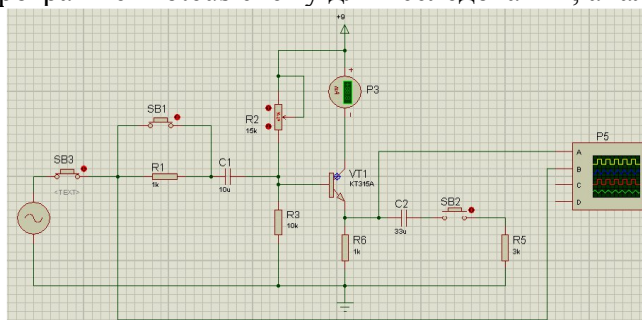 +9
P3
SB1
R2
15k
P5
A
B
C
D
SB3
<TEXT>
R1
1k
C1
10u
VT1
KT315A
C2
33u
SB2
R3
10k
R6
1k
R5
3k